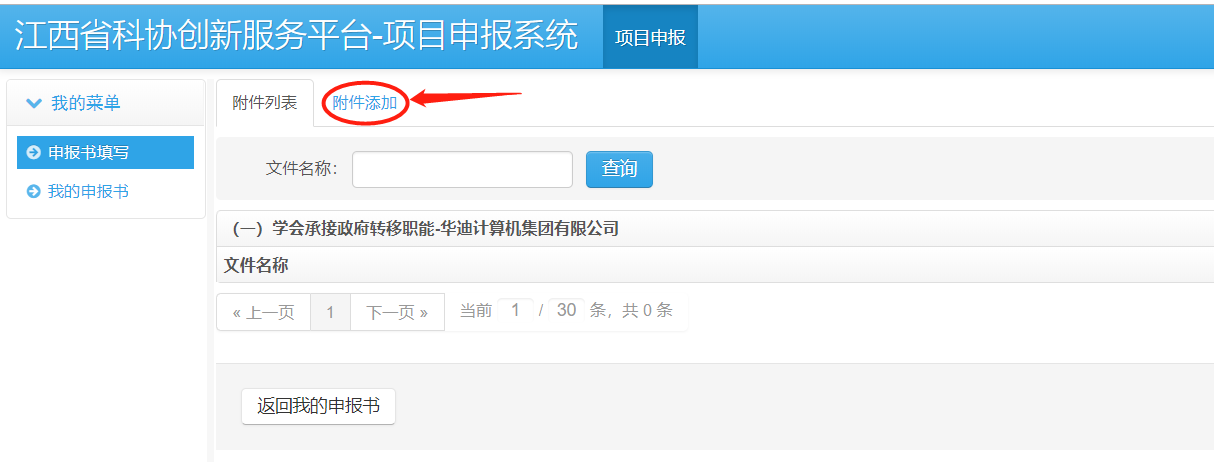 江西省科协创新服务平台-项目申报系统 项目申报
我的菜单
申报书填写
我的申报书
附件列表 附件添加
文件名称： 查询
（一）学会承接政府转移职能-华迪计算机集团有限公司
文件名称
« 上一页 1 下一页 » 当前 1 / 30 条，共 0 条
返回我的申报书